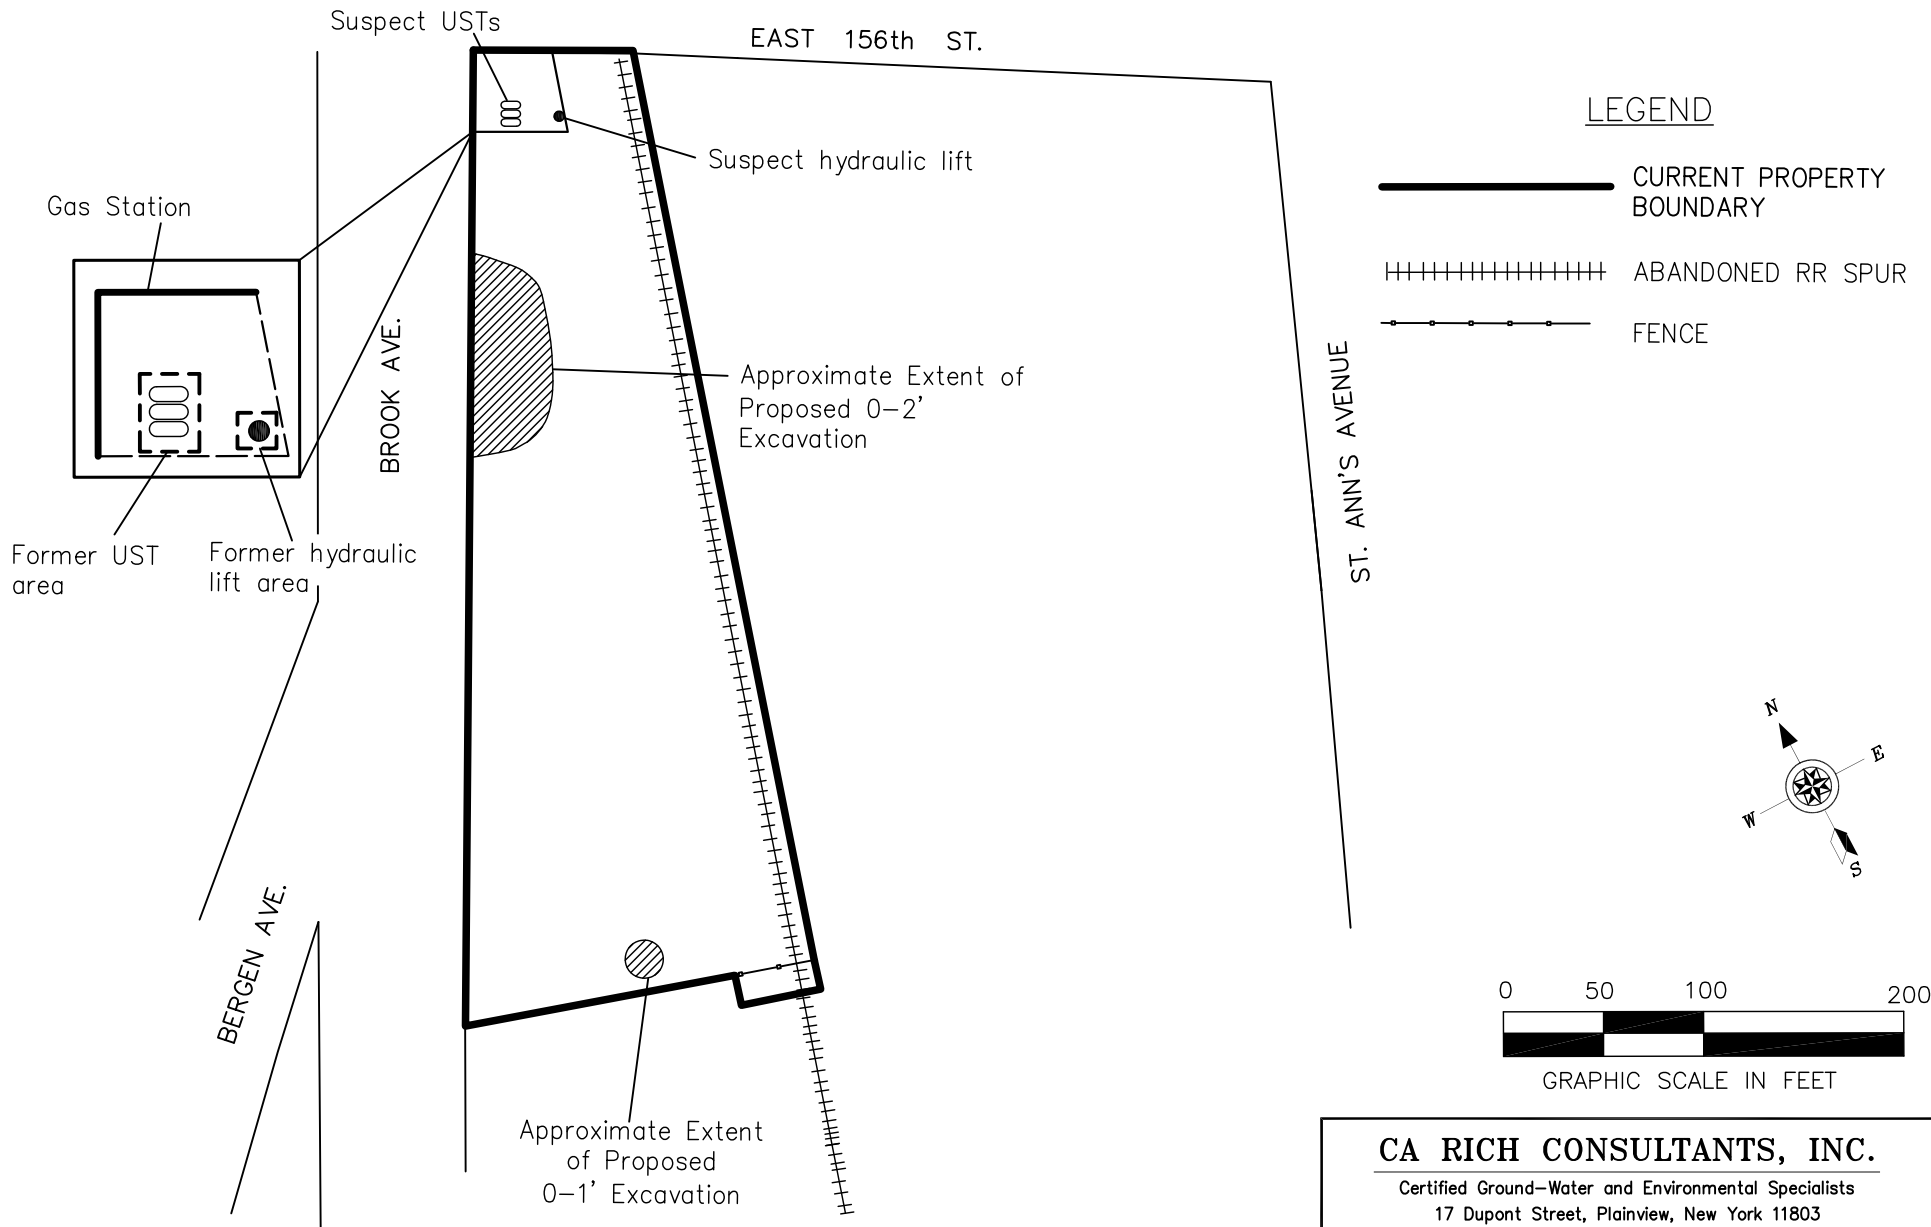 Suspect USTs
EAST 156th ST.
LEGEND
Suspect hydraulic lift
CURRENT PROPERTY
BOUNDARY
Gas Station
ABANDONED RR SPUR
FENCE
BROOK AVE.
Approximate Extent of
Proposed 0-2'
Excavation
ST. ANN'S AVENUE
Former UST
area
Former hydraulic
lift area
N
E
W
S
BERGEN AVE.
0 50 100 200
GRAPHIC SCALE IN FEET
Approximate Extent
of Proposed
0-1' Excavation
CA RICH CONSULTANTS, INC.
Certified Ground-Water and Environmental Specialists
17 Dupont Street, Plainview, New York 11803